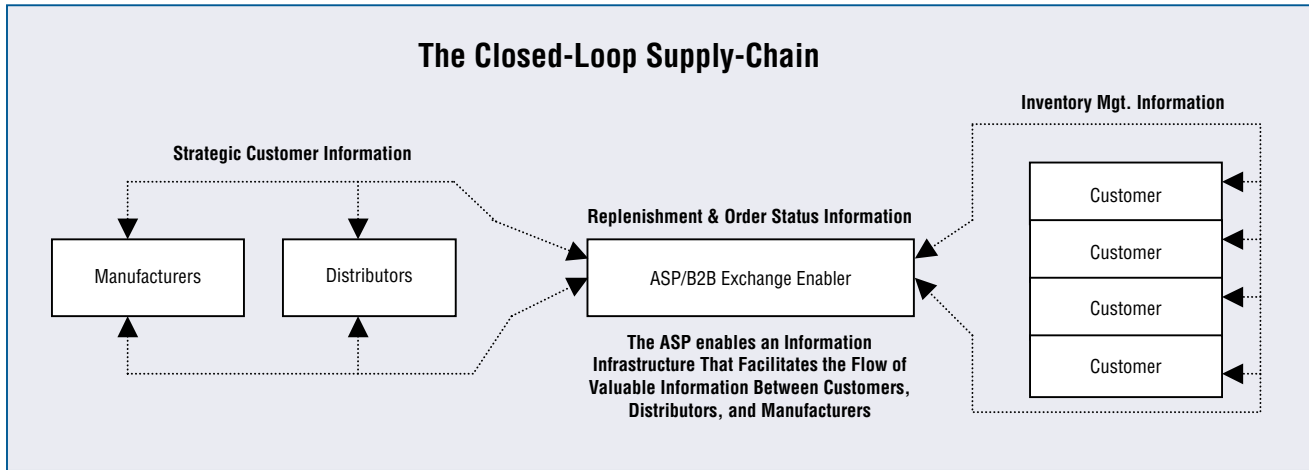 The Closed-Loop Supply-Chain
Inventory Mgt. Information
Strategic Customer Information
Replenishment & Order Status Information
Manufacturers
Distributors
ASP/B2B Exchange Enabler
The ASP enables an Information
Infrastructure That Facilitates the Flow of
Valuable Information Between Customers,
Distributors, and Manufacturers
Customer
Customer
Customer
Customer